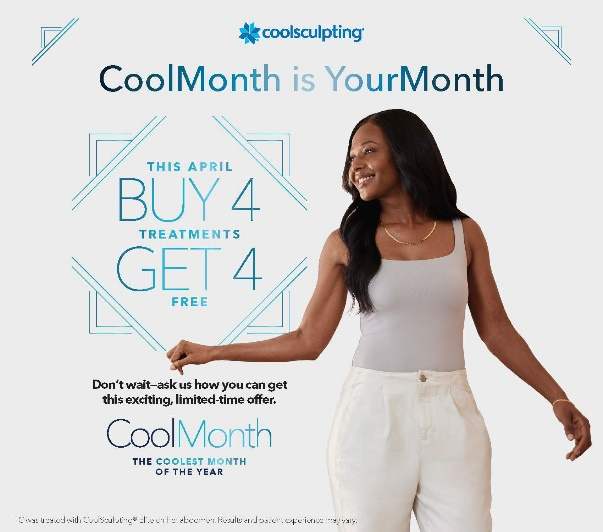 coolsculpting
CoolMonth is YourMonth
THIS APRIL
BUY 4
TREATMENTS
GET 4
FREE
Don't wait–ask us how you can get
this exciting, limited-time offer.
CoolMonth
THE COOLEST MONTH
OF THE YEAR
was treated with CoolSculpting® Elite on her abdomen. Results and patient experience may vary.